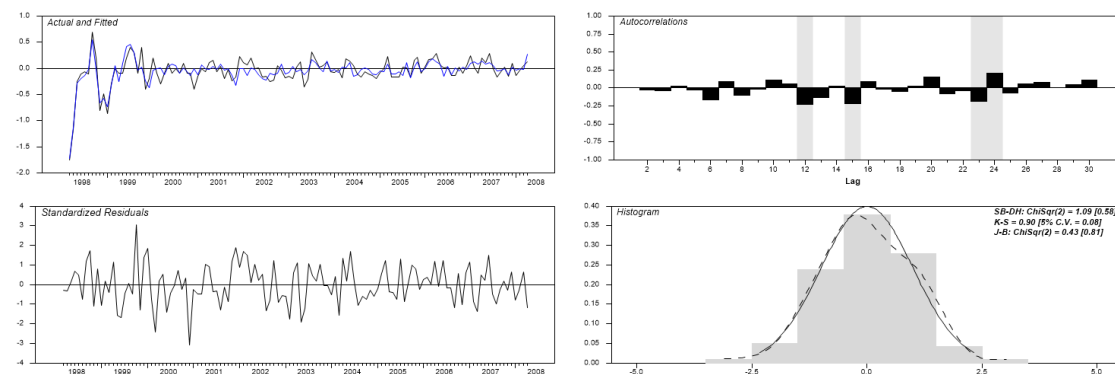 Actual and Fitted
1.0
0.5
0.0
-0.5
-1.0
-1.5
-2.0
1998 1999 2000 2001 2002 2003 2004 2005 2006 2007 2008
Autocorrelations
1.00
0.75
0.50
0.25
0.00
-0.25
-0.50
-0.75
-1.00
2 4 6 8 10 12 14 16 18 20 22 24 26 28 30
Lag
Standardized Residuals
4
3
2
1
0
-1
-2
-3
-4
1998 1999 2000 2001 2002 2003 2004 2005 2006 2007 2008
Histogram
SB-DH: ChiSqr(2) = 1.09 [0.58]
K-S = 0.90 [5% C.V. = 0.08]
J-B: ChiSqr(2) = 0.43 [0.81]
0.40
0.35
0.30
0.25
0.20
0.15
0.10
0.05
0.00
-5.0 -2.5 0.0 2.5 5.0